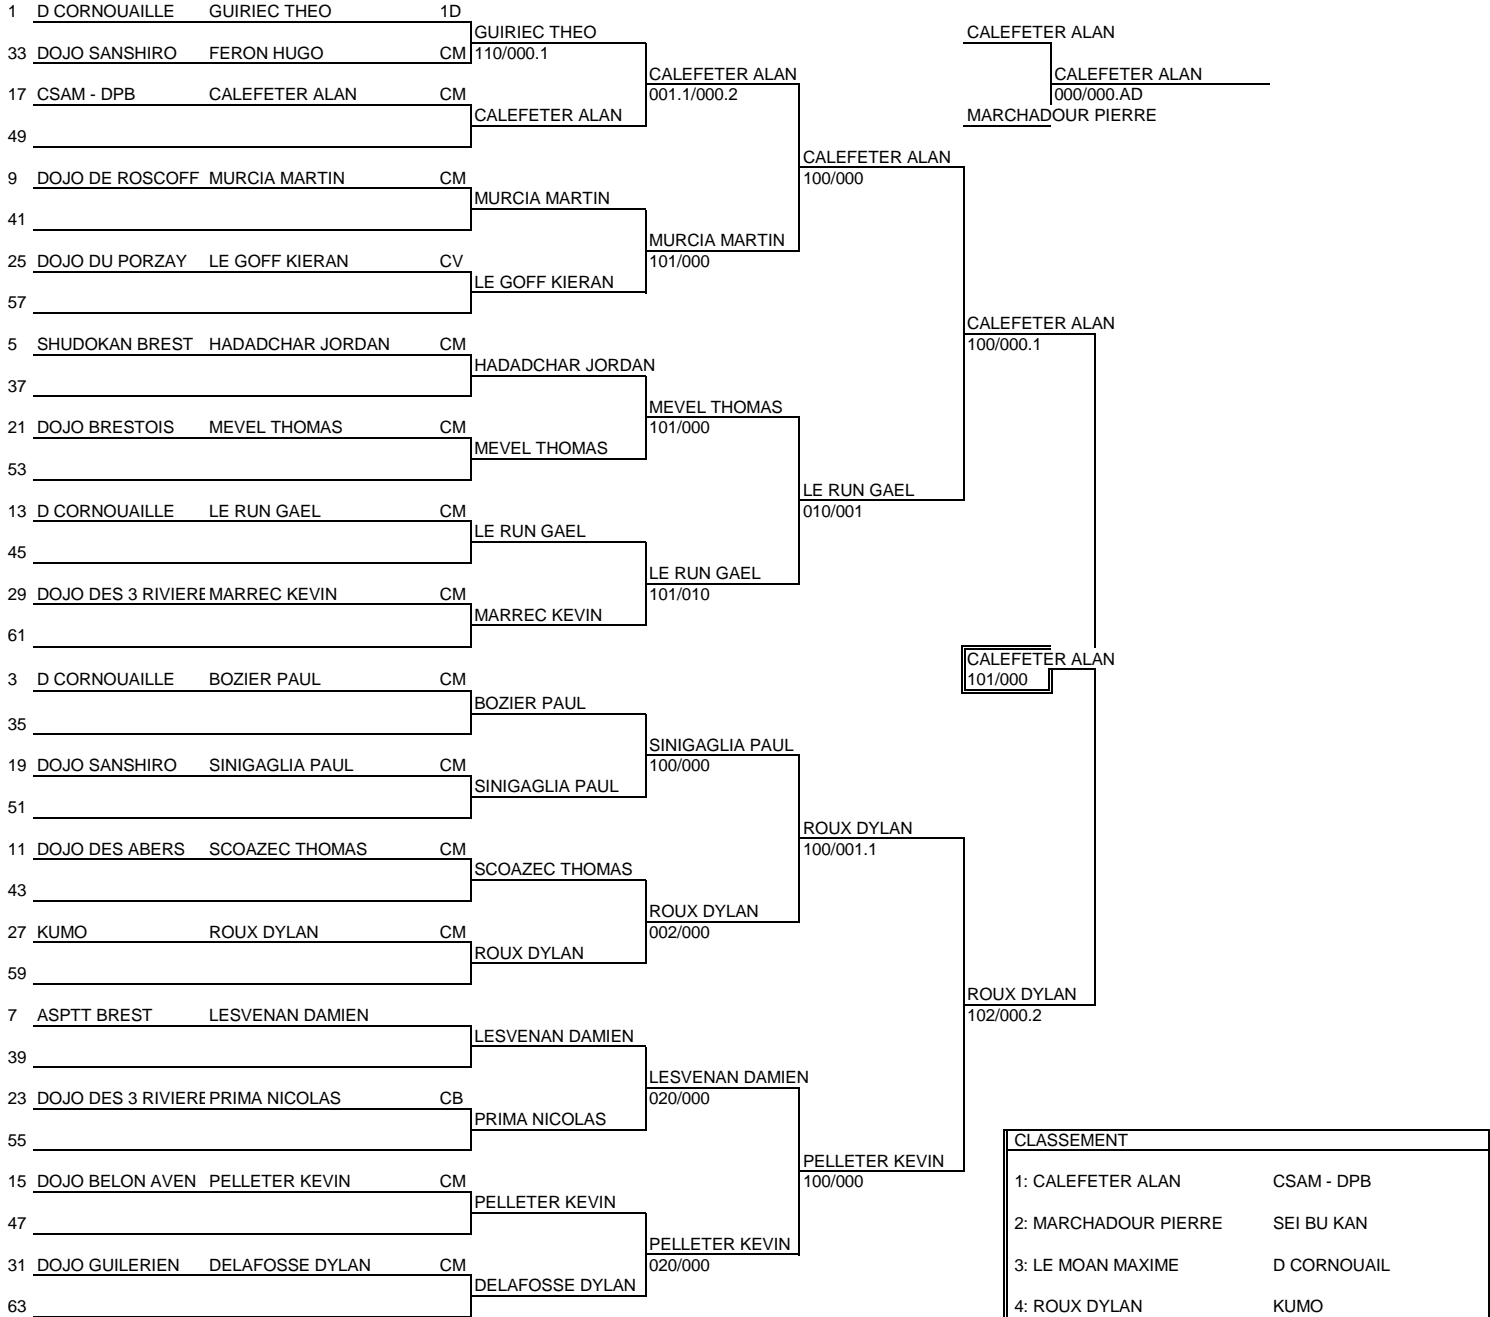 1 D CORNOUAILLE GUIRIEC THEO 1D
GUIRIEC THEO
CALEFETER ALAN
33 DOJO SANSHIRO FERON HUGO CM 110/000.1
CALEFETER ALAN
CALEFETER ALAN
17 CSAM - DPB CALEFETER ALAN CM
001.1/000.2
000/000.AD
CALEFETER ALAN
MARCHADOUR PIERRE
49
CALEFETER ALAN
9 DOJO DE ROSCOFF MURCIA MARTIN CM
100/000
MURCIA MARTIN
41
MURCIA MARTIN
25 DOJO DU PORZAY LE GOFF KIERAN CV
101/000
LE GOFF KIERAN
57
CALEFETER ALAN
5 SHUDOKAN BREST HADADCHAR JORDAN CM
100/000.1
HADADCHAR JORDAN
37
MEVEL THOMAS
21 DOJO BRESTOIS MEVEL THOMAS CM
101/000
MEVEL THOMAS
53
LE RUN GAEL
13 D CORNOUAILLE LE RUN GAEL CM
010/001
LE RUN GAEL
45
LE RUN GAEL
29 DOJO DES 3 RIVIERE MARREC KEVIN CM
101/010
MARREC KEVIN
61
CALEFETER ALAN
3 D CORNOUAILLE BOZIER PAUL CM
101/000
BOZIER PAUL
35
SINIGAGLIA PAUL
19 DOJO SANSHIRO SINIGAGLIA PAUL CM
100/000
SINIGAGLIA PAUL
51
ROUX DYLAN
11 DOJO DES ABERS SCOAZEC THOMAS CM
100/001.1
SCOAZEC THOMAS
43
ROUX DYLAN
27 KUMO ROUX DYLAN CM
002/000
ROUX DYLAN
59
ROUX DYLAN
7 ASPTT BREST LESVENAN DAMIEN
102/000.2
LESVENAN DAMIEN
39
LESVENAN DAMIEN
23 DOJO DES 3 RIVIERE PRIMA NICOLAS CB
020/000
PRIMA NICOLAS
55
CLASSEMENT
PELLETER KEVIN
15 DOJO BELON AVEN PELLETER KEVIN CM
100/000
1: CALEFETER ALAN CSAM - DPB
PELLETER KEVIN
47
2: MARCHADOUR PIERRE SEI BU KAN
PELLETER KEVIN
31 DOJO GUILERIEN DELAFOSSE DYLAN CM
020/000
3: LE MOAN MAXIME D CORNOUAIL
DELAFOSSE DYLAN
63
4: ROUX DYLAN KUMO